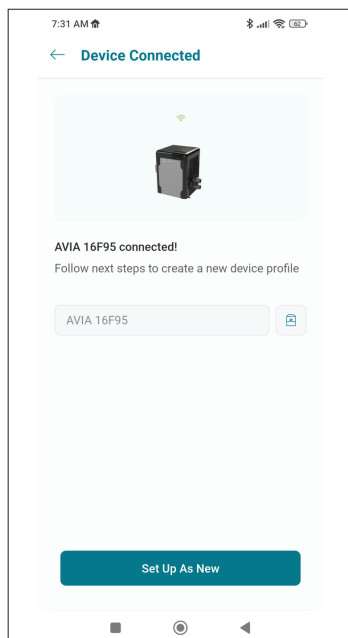 7:31 AM
62
Device Connected
AVIA 16F95 connected!
Follow next steps to create a new device profile
AVIA 16F95
Set Up As New